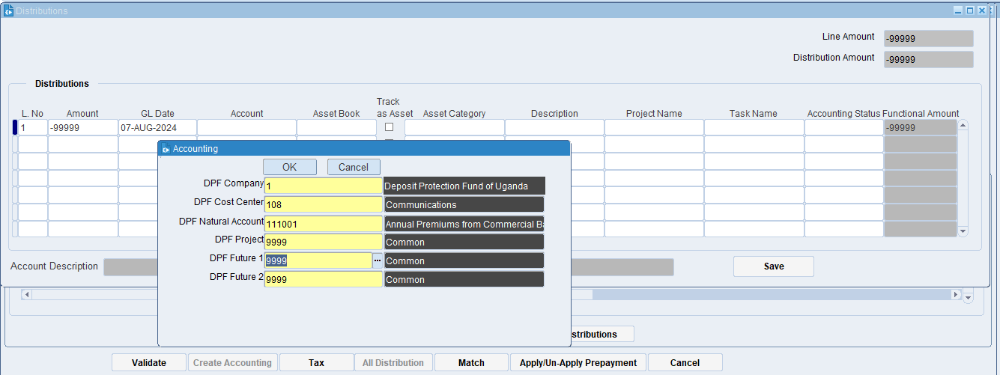 Distributions
Line Amount -99999
Distribution Amount -99999
Distributions
Track
L. No Amount GL Date Account Asset Book as Asset Asset Category Description Project Name Task Name Accounting Status Functional Amount
1 -99999 07-AUG-2024 -99999
Accounting
OK Cancel
DPF Company 1 Deposit Protection Fund of Uganda
DPF Cost Center 108 Communications
DPF Natural Account 111001 Annual Premiums from Commercial Ba
DPF Project 9999 Common
DPF Future 1 9999 ... Common
DPF Future 2 9999 Common
Account Description Save
stributions
Validate Create Accounting Tax All Distribution Match Apply/Un-Apply Prepayment Cancel